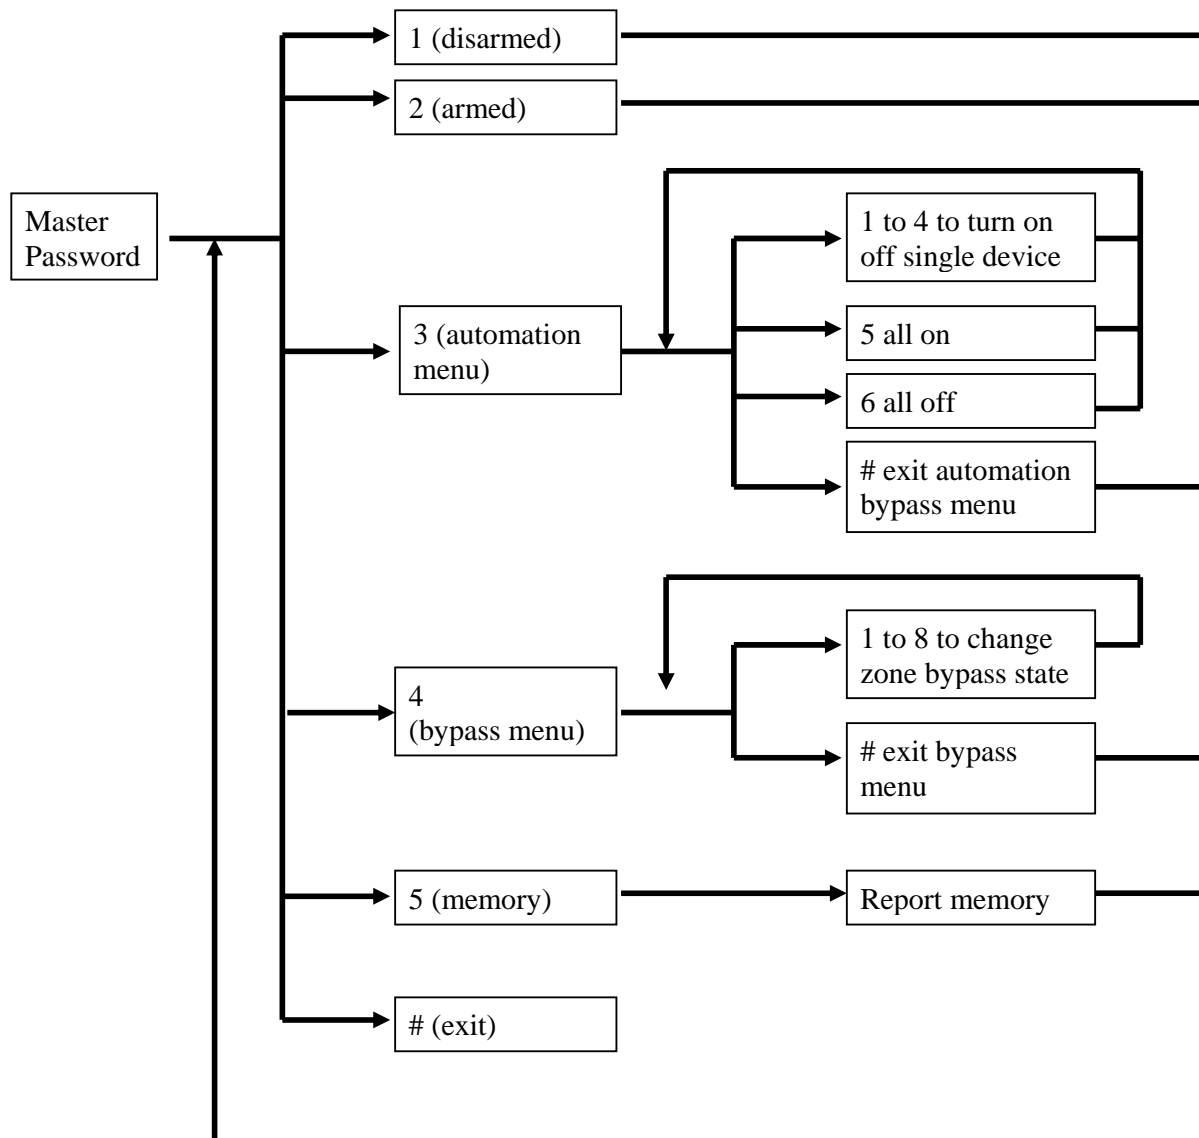 1 (disarmed)
2 (armed)
Master
Password
1 to 4 to turn on
off single device
3 (automation
menu)
5 all on
6 all off
# exit automation
bypass menu
1 to 8 to change
zone bypass state
4
(bypass menu)
# exit bypass
menu
5 (memory)
Report memory
# (exit)